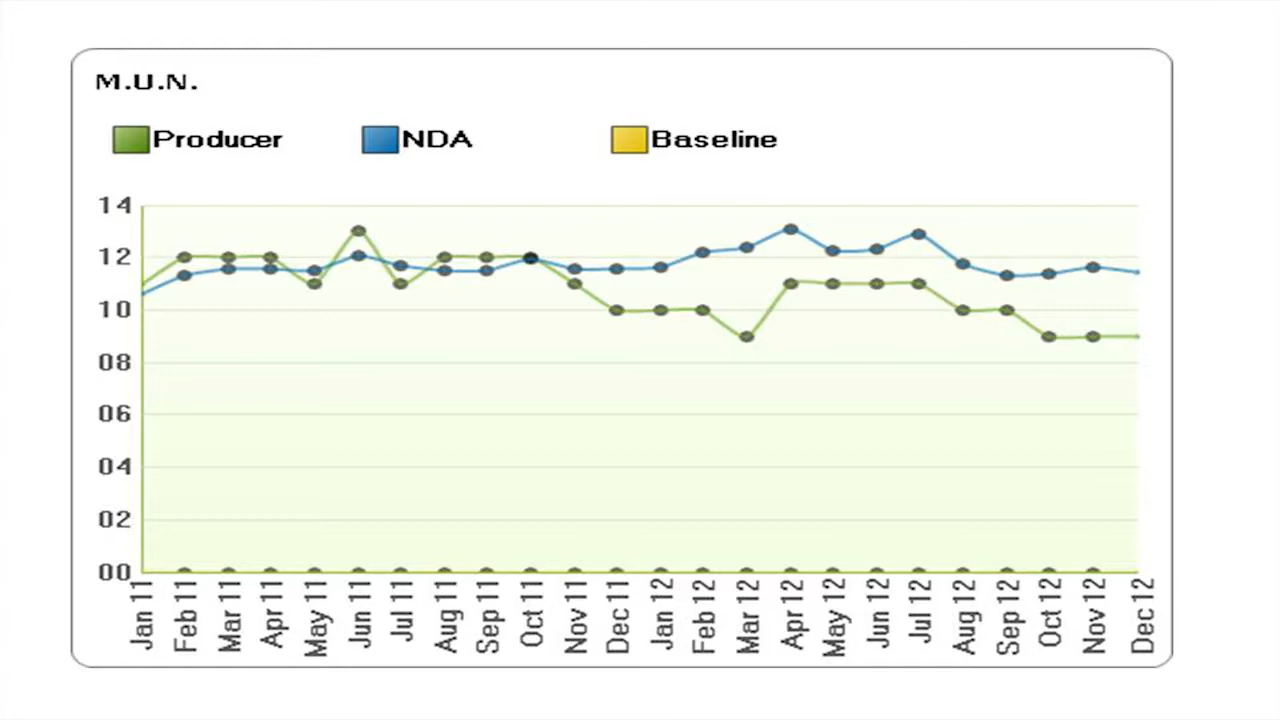 M.U.N.
Producer NDA Baseline
14
12
10
08
06
04
02
00
Jan 11 Feb 11 Mar 11 Apr 11 May 11 Jun 11 Jul 11 Aug 11 Sep 11 Oct 11 Nov 11 Dec 11 Jan 12 Feb 12 Mar 12 Apr 12 May 12 Jun 12 Jul 12 Aug 12 Sep 12 Oct 12 Nov 12 Dec 12